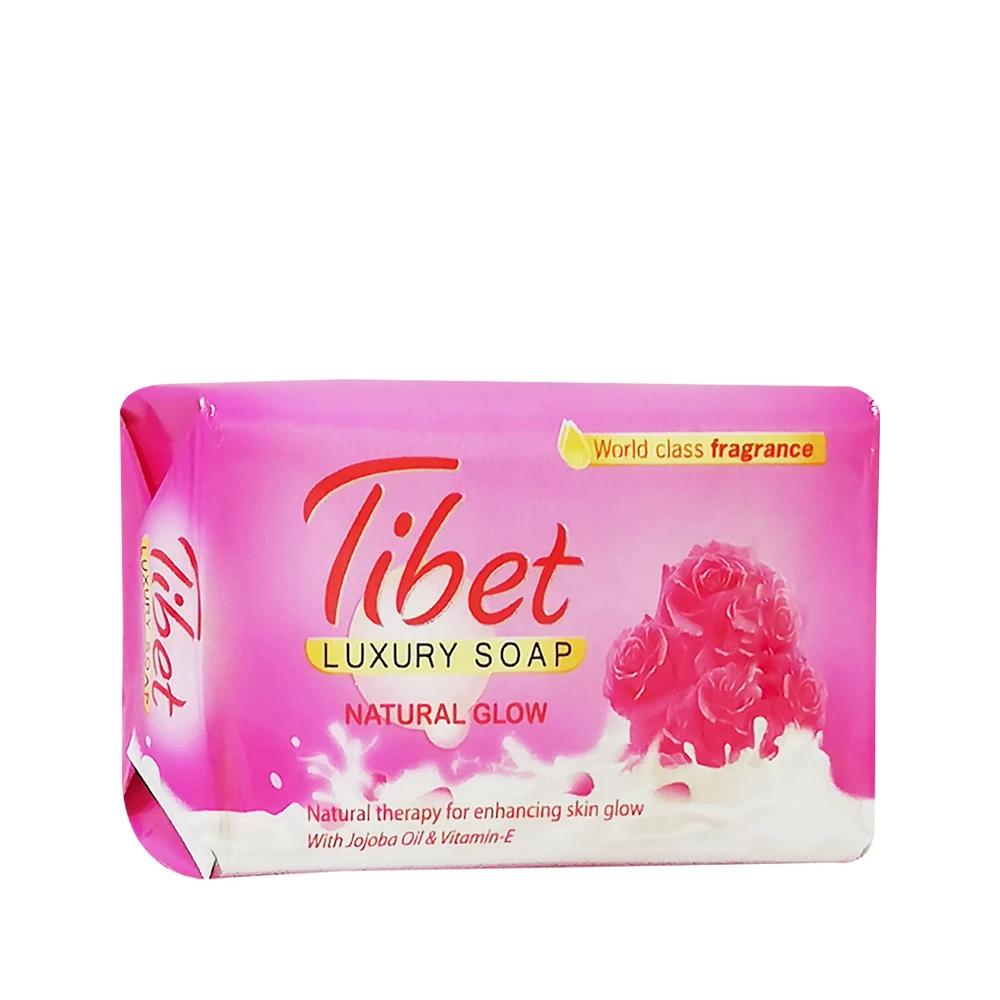 World class fragrance
Tibet
LUXURY SOAP
NATURAL GLOW
Natural therapy for enhancing skin glow
With Jojoba Oil & Vitamin-E
Tibet
LUXURY SOAP